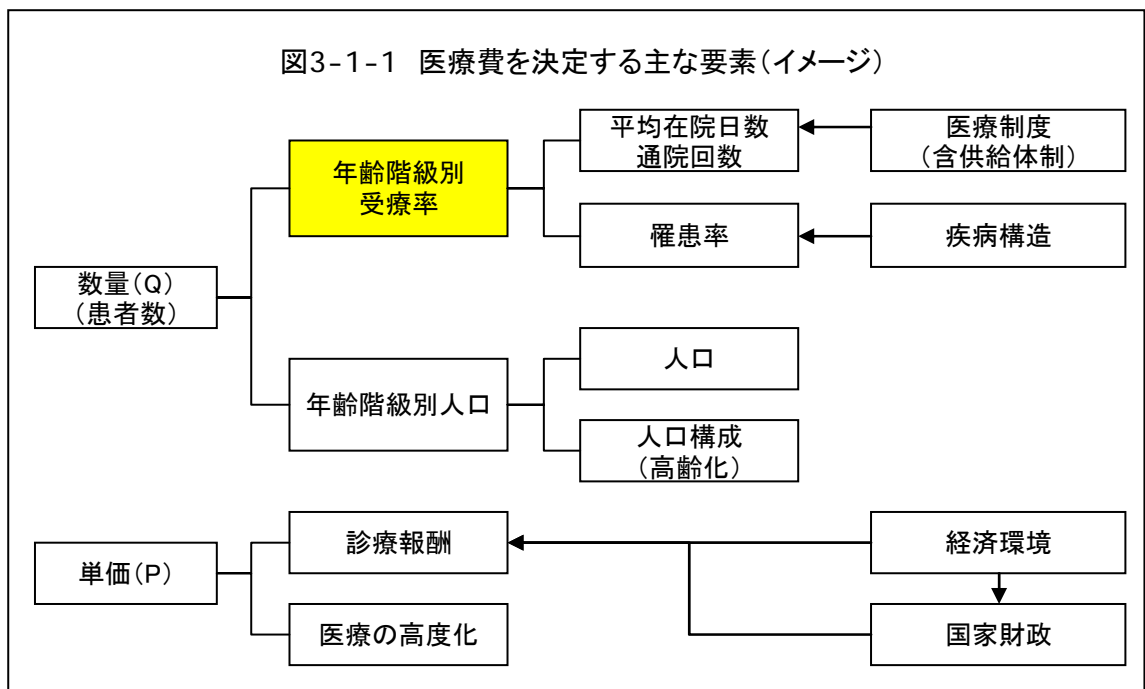 図3-1-1 医療費を決定する主な要素(イメージ)
平均在院日数
通院回数
医療制度
(含供給体制)
年齢階級別
受療率
罹患率
疾病構造
数量(Q)
(患者数)
人口
年齢階級別人口
人口構成
(高齢化)
診療報酬
経済環境
単価(P)
医療の高度化
国家財政